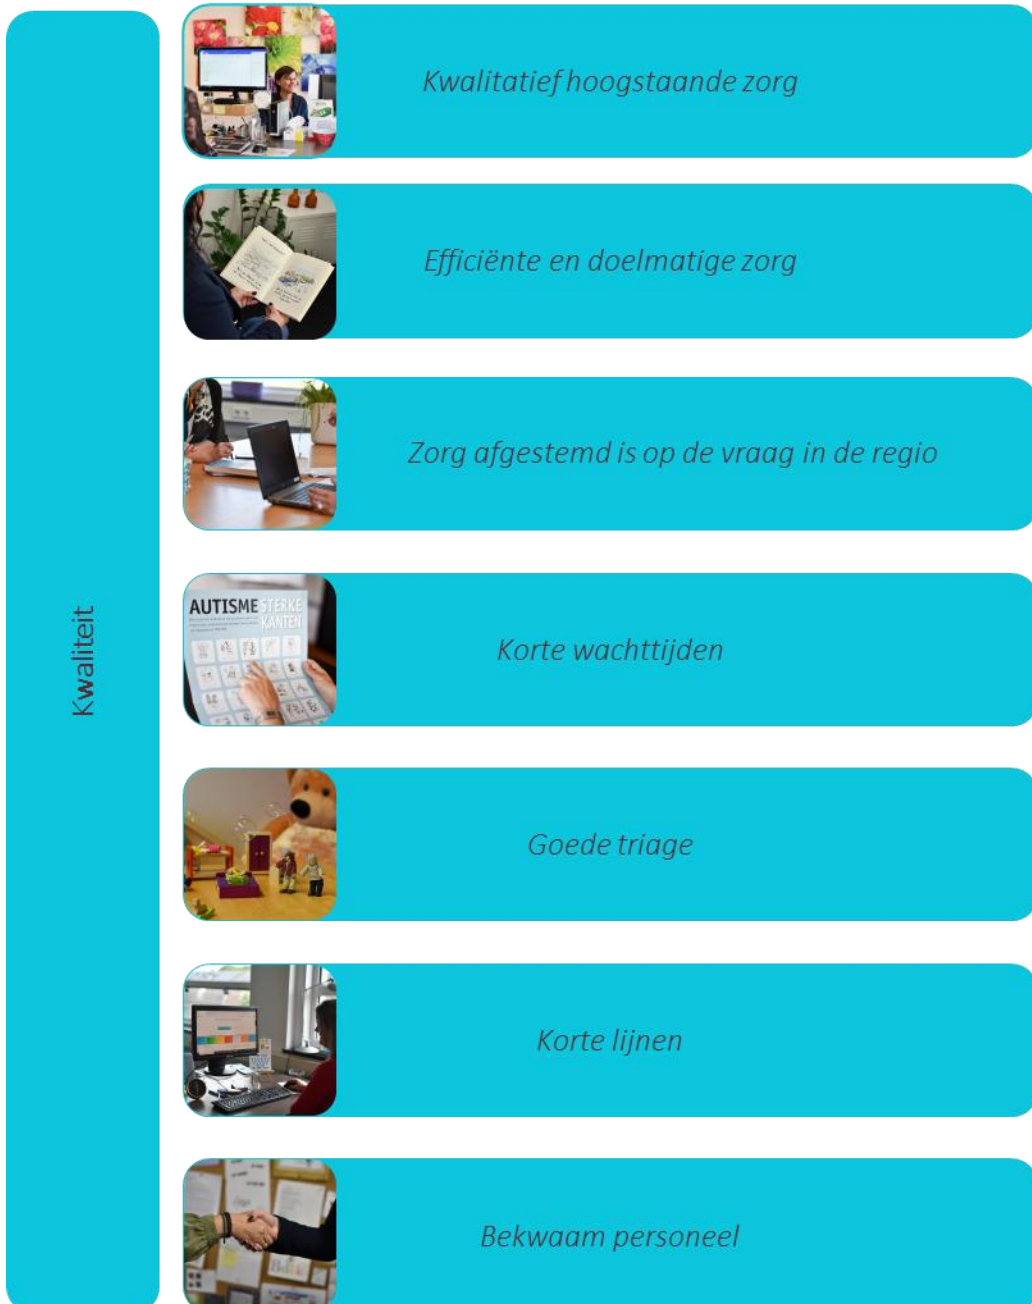 Kwaliteit
Kwalitatief hoogstaande zorg
Efficiënte en doelmatige zorg
Zorg afgestemd is op de vraag in de regio
AUTISME STERKE
KANTEN
Korte wachttijden
Goede triage
Korte lijnen
Bekwaam personeel